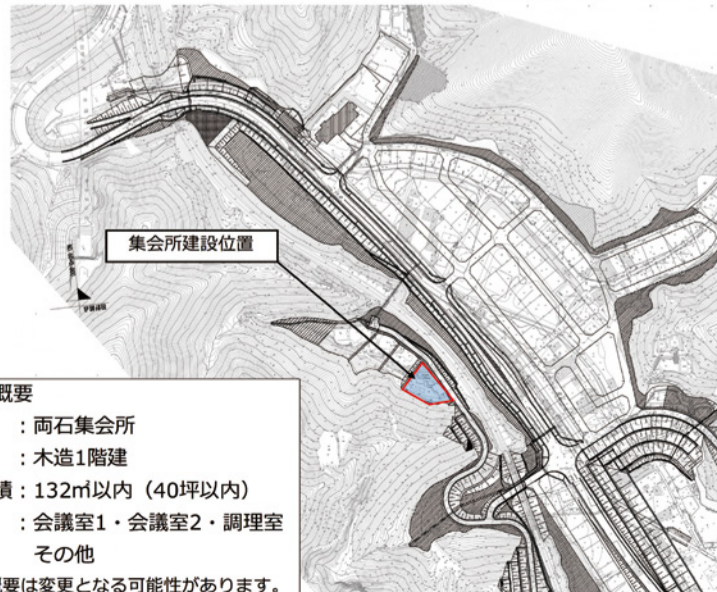 集会所建設位置
概要
：両石集会所
：木造1階建
積：132㎡以内（40坪以内）
：会議室1・会議室2・調理室
その他
概要は変更となる可能性があります。